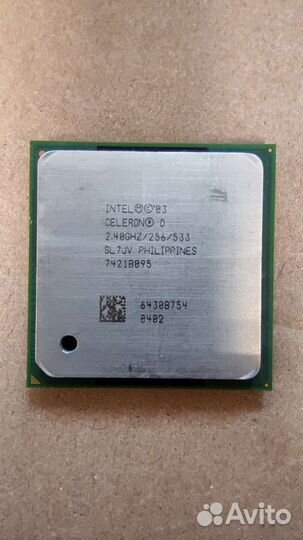 INTEL Ⓜ©'03
CELERON® D
2.40GHZ/256/533
SL7JV PHILIPPINES
7421B095
6430B754
0402
Avito